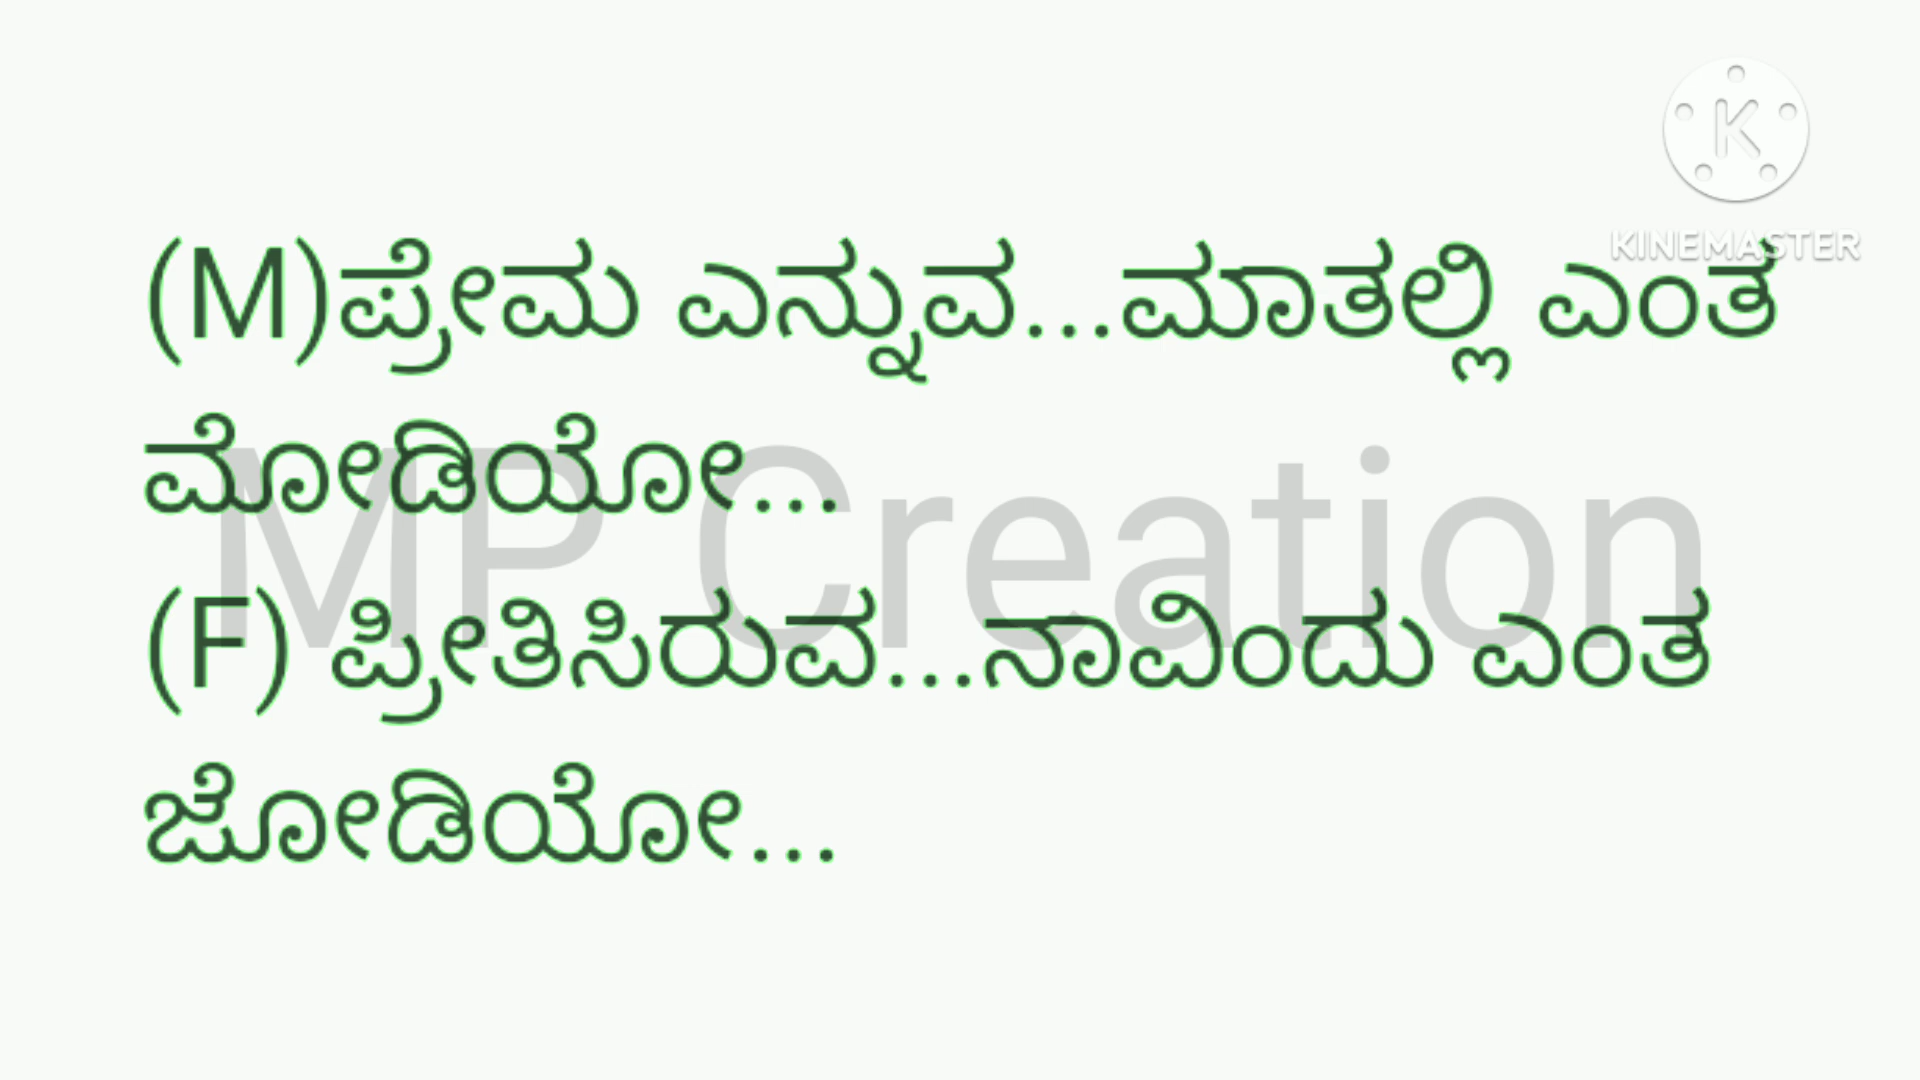 KINEMASTER
(M)ಪ್ರೇಮ ಎನ್ನುವ...ಮಾತಲ್ಲಿ ಎಂತ
ಮೋಡಿಯೋ...
MP Creation
(F) ಪ್ರೀತಿಸಿರುವ...ನಾವಿಂದು ಎಂತ
ಜೋಡಿಯೋ...